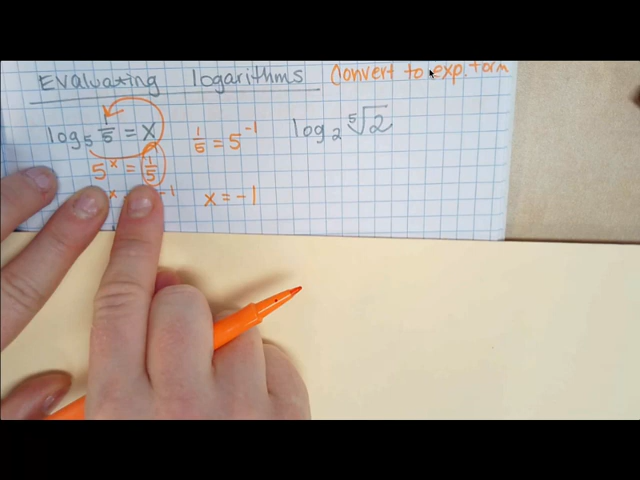 Evaluating logarithms Convert to exp. form
log₅ 1/5 = x
5ˣ = 1/5
1/5 = 5⁻¹
x = -1
log₂ ⁵√2